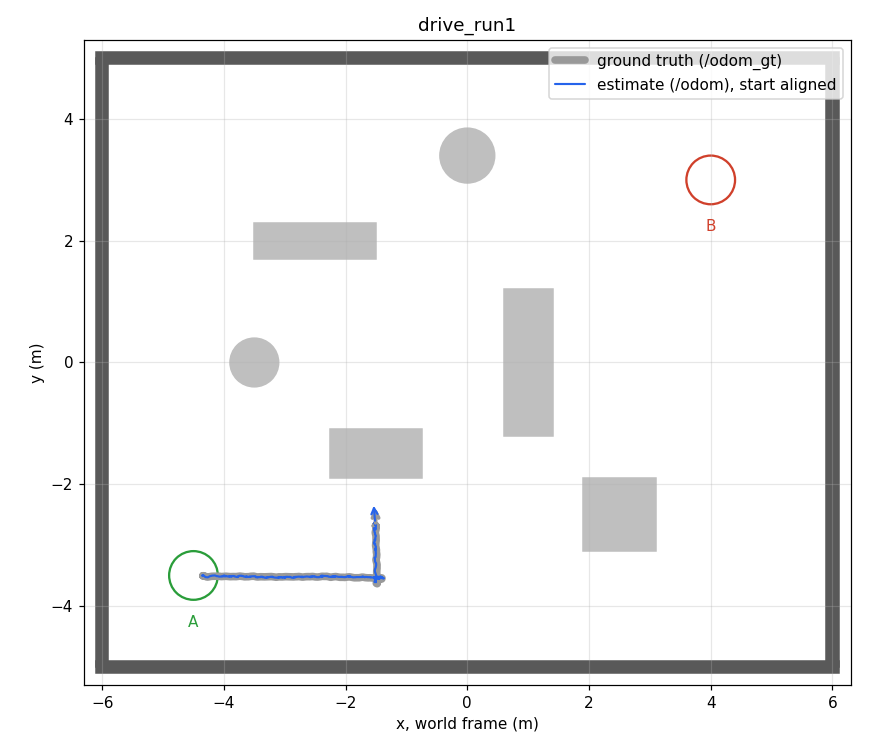 drive_run1
ground truth (/odom_gt)
estimate (/odom), start aligned
4
2
0
−2
−4
y (m)
B
A
−6
−4
−2
0
2
4
6
x, world frame (m)